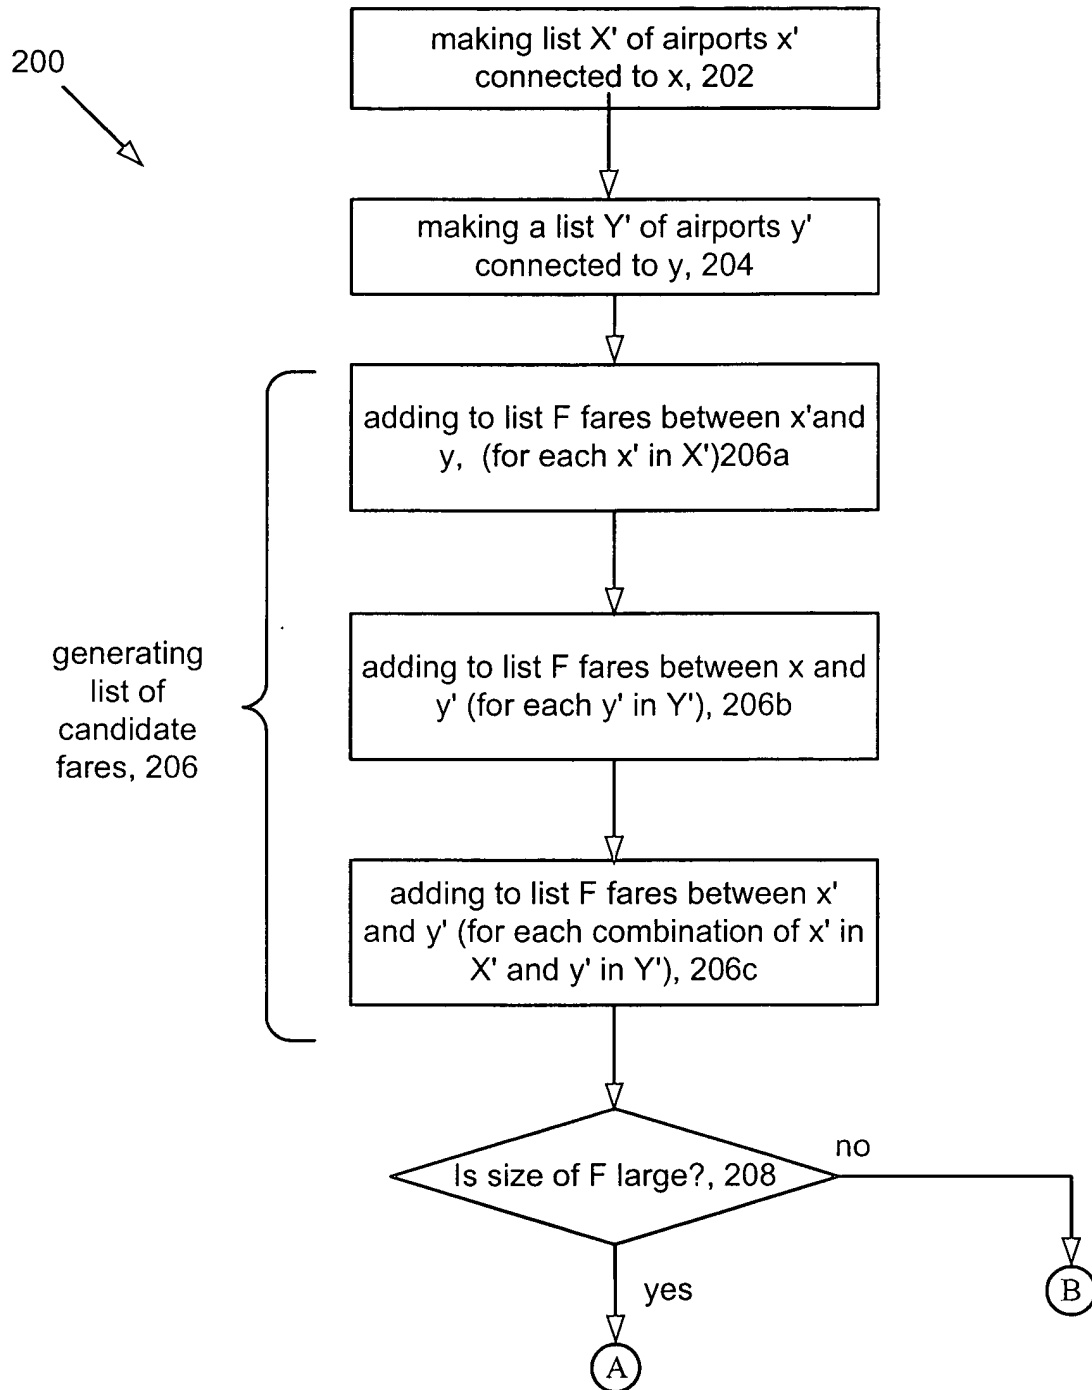 making list X' of airports x'
connected to x, 202
200
making a list Y' of airports y'
connected to y, 204
adding to list F fares between x'and
y,  (for each x' in X')206a
generating
list of
candidate
fares, 206
adding to list F fares between x and
y' (for each y' in Y'), 206b
adding to list F fares between x'
and y' (for each combination of x' in
X' and y' in Y'), 206c
Is size of F large?, 208
no
yes
B
A